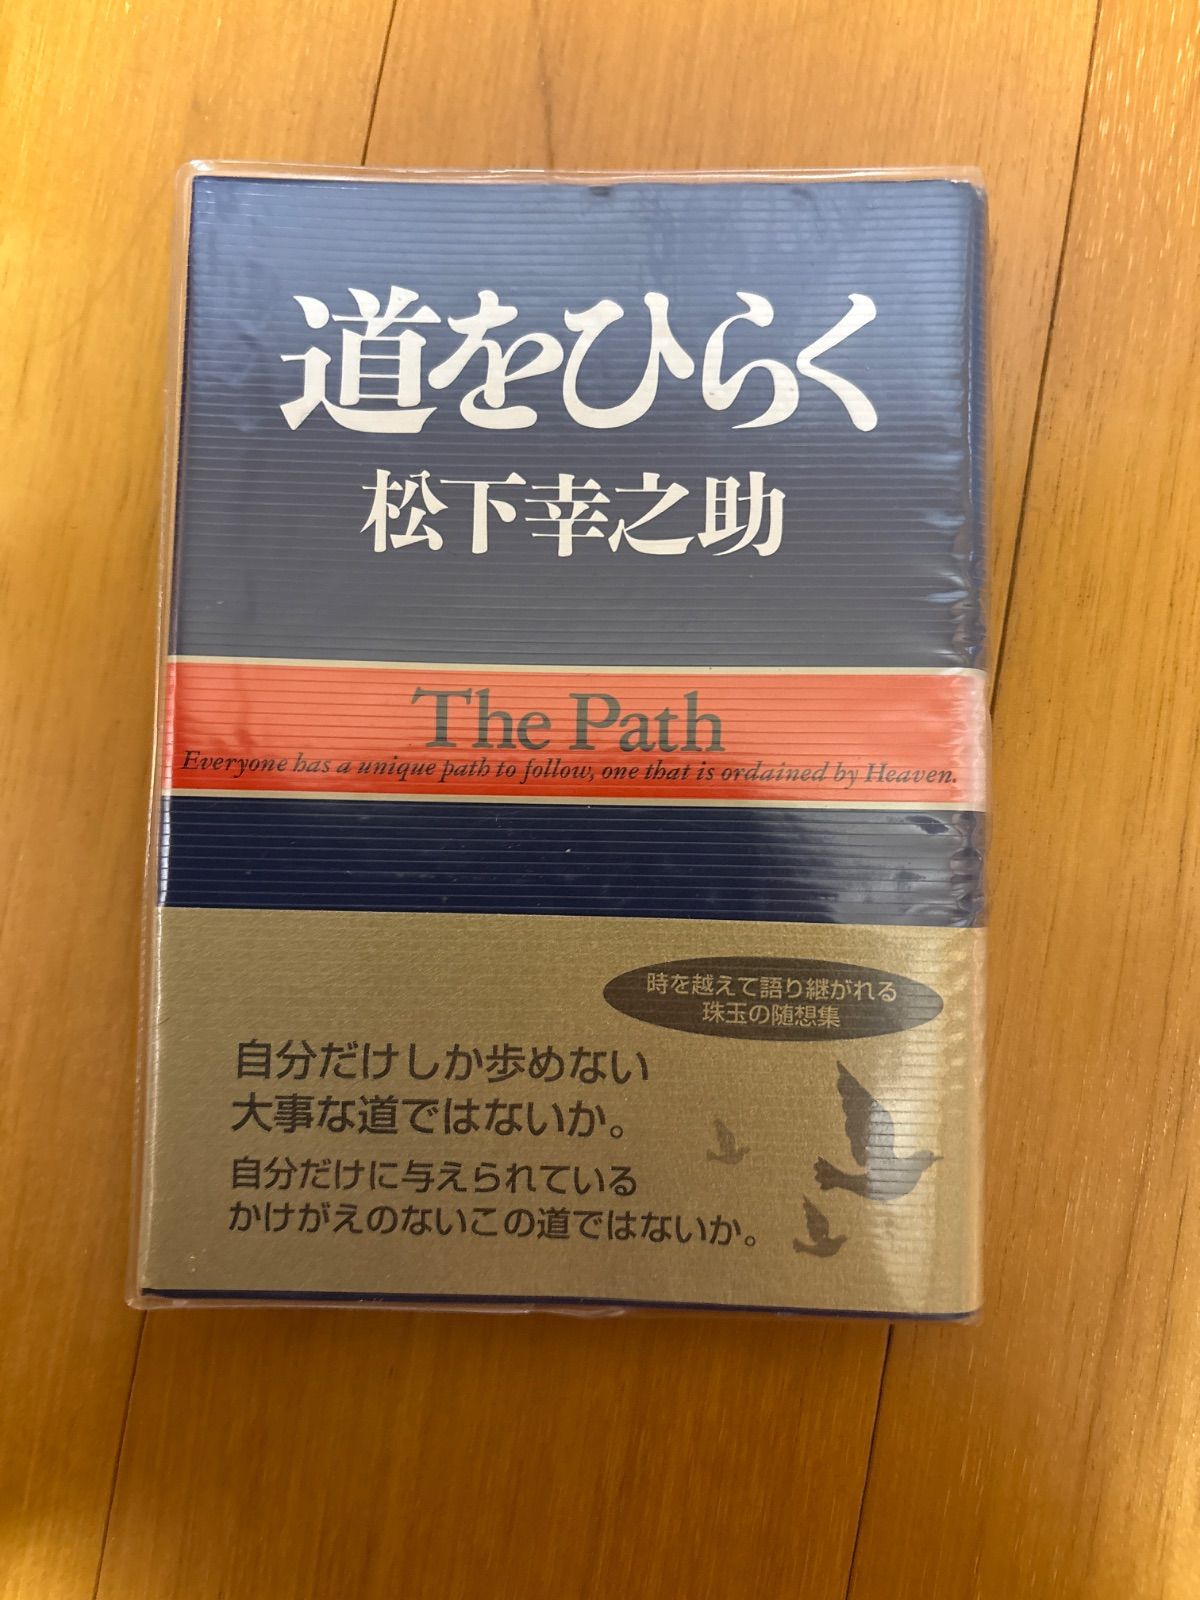 道をひらく
松下幸之助
The Path
Everyone has a unique path to follow, one that is ordained by Heaven.
時を越えて語り継がれる
珠玉の随想集
自分だけしか歩めない
大事な道ではないか。
自分だけに与えられている
かけがえのないこの道ではないか。